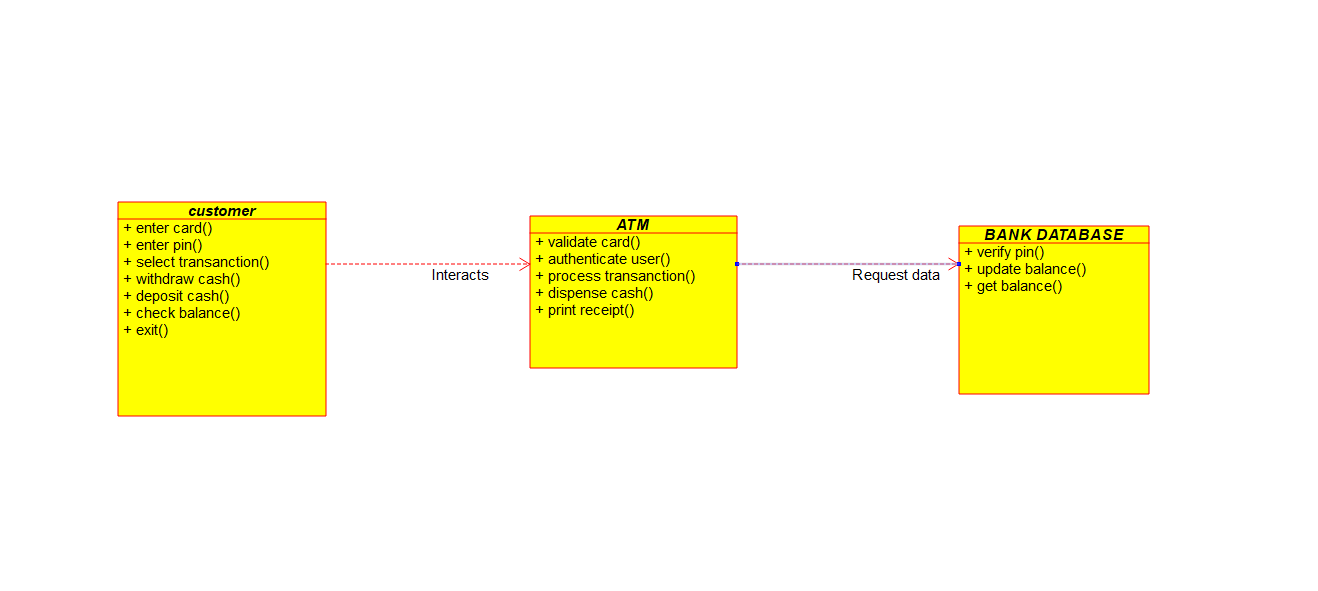 customer
+ enter card()
+ enter pin()
+ select transanction()
+ withdraw cash()
+ deposit cash()
+ check balance()
+ exit()
Interacts
ATM
+ validate card()
+ authenticate user()
+ process transanction()
+ dispense cash()
+ print receipt()
Request data
BANK DATABASE
+ verify pin()
+ update balance()
+ get balance()